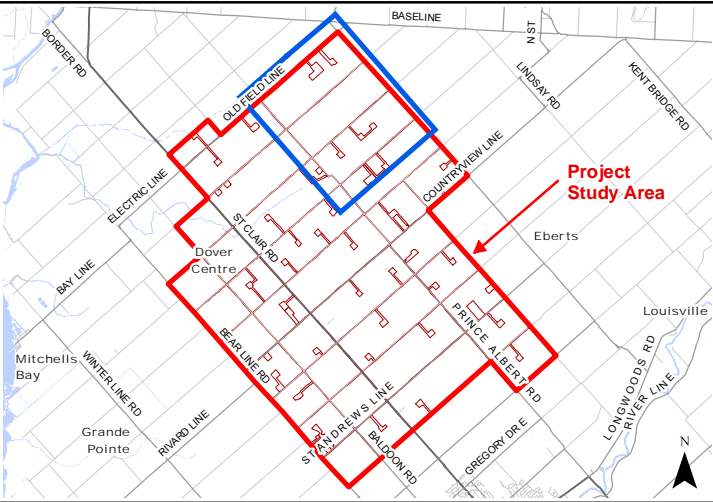 BASELINE
BORDER RD
N ST
LINDSAY RD
KENT BRIDGE RD
OLD FIELD LINE
COUNTRYVIEW LINE
Project
Study Area
ELECTRIC LINE
ST CLAIR RD
Eberts
Dover
Centre
BAY LINE
Louisville
PRINCE ALBERT RD
BEAR LINE RD
Mitchells
Bay
WINTER LINE RD
LONGWOODS RD
RIVER LINE
ST ANDREWS LINE
RIVARD LINE
Grande
Pointe
BALDOON RD
GREGORY DR E
N